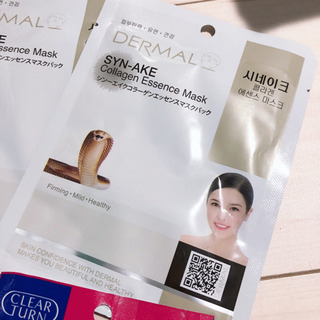 DERMAL
SYN-AKE
Collagen Essence Mask
シンーエイクコラーゲンエッセンスマスクパック
시네이크
콜라겐
에센스 마스크
Firming • Mild • Healthy
SKIN CONFIDENCE WITH DERMAL
MAKES YOU BEAUTIFUL AND HEALTHY
CLEAR
TURN